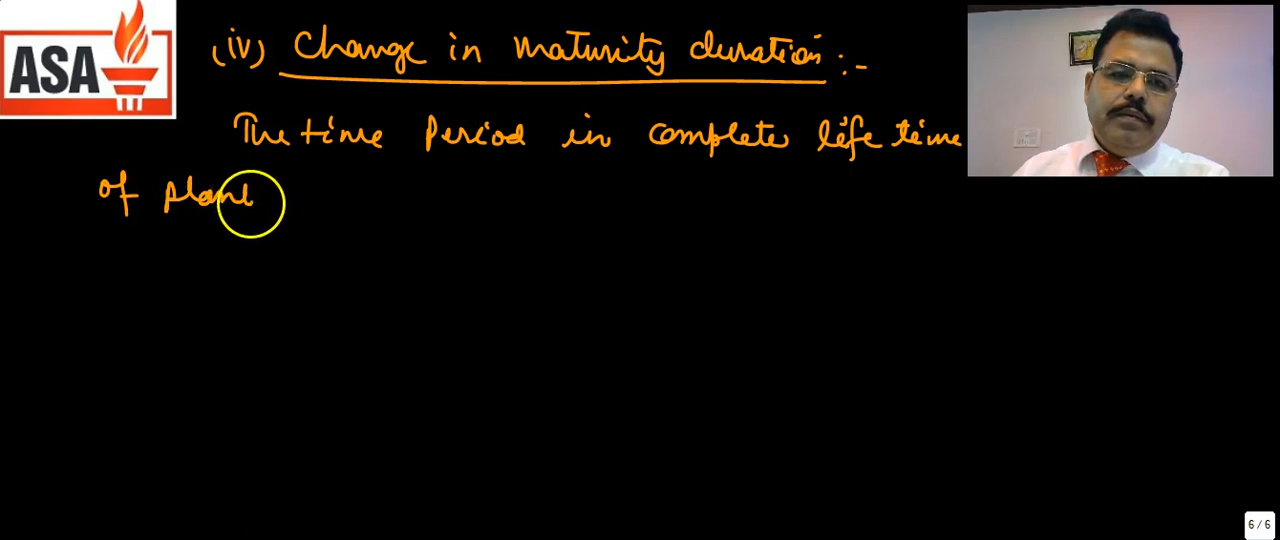 ASA
(iv) Change in maturity duration :-
The time Period in complete life time
of plant
6/6